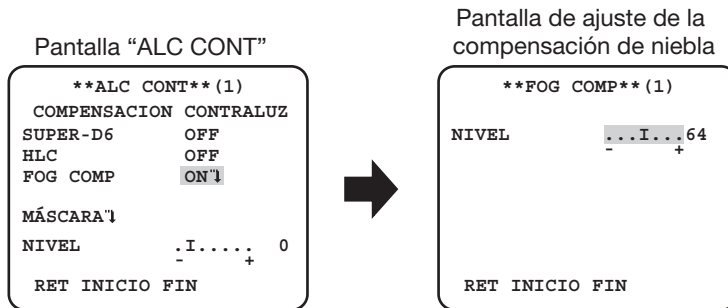 Pantalla “ALC CONT”
**ALC CONT**(1)
COMPENSACION CONTRALUZ
SUPER-D6 OFF
HLC OFF
FOG COMP ON↴
MÁSCARA↴
NIVEL .I..... 0
- +
RET INICIO FIN
Pantalla de ajuste de la
compensación de niebla
**FOG COMP**(1)
NIVEL ...I...64
- +
RET INICIO FIN